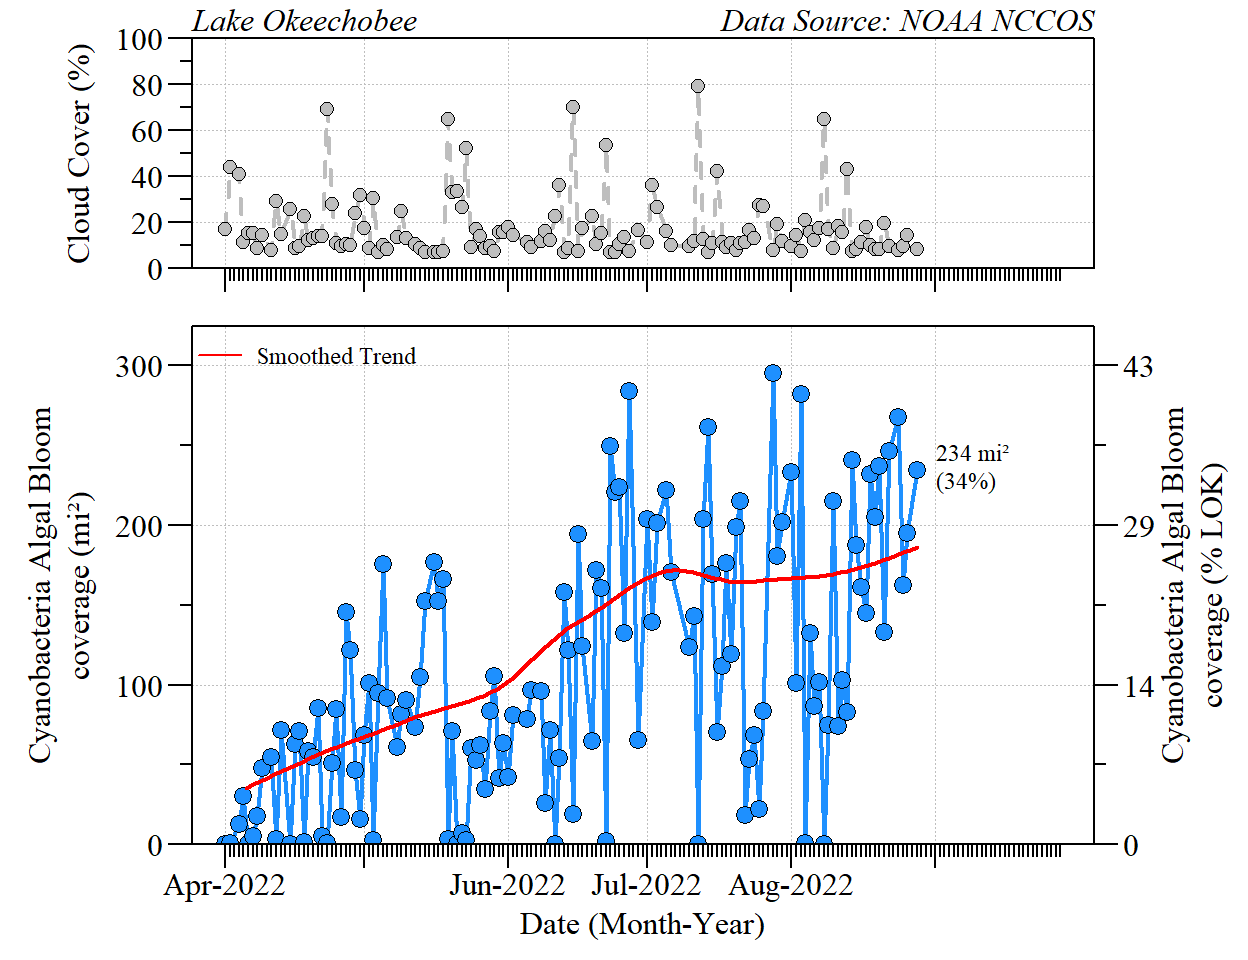 Lake Okeechobee
Data Source: NOAA NCCOS
Cloud Cover (%)
100
80
60
40
20
0
Smoothed Trend
Cyanobacteria Algal Bloom
coverage (mi²)
300
200
100
0
234 mi²
(34%)
43
29
14
0
Cyanobacteria Algal Bloom
coverage (% LOK)
Apr-2022
Jun-2022
Jul-2022
Aug-2022
Date (Month-Year)